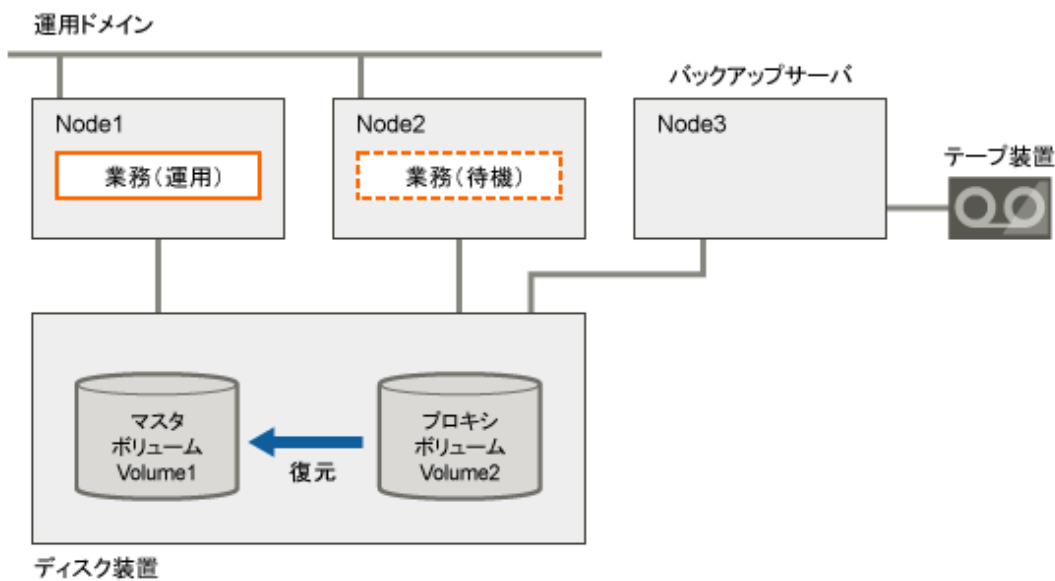 運用ドメイン
バックアップサーバ
Node1
Node2
Node3
業務(運用)
業務(待機)
テープ装置
マスタ
ボリューム
Volume1
復元
プロキシ
ボリューム
Volume2
ディスク装置